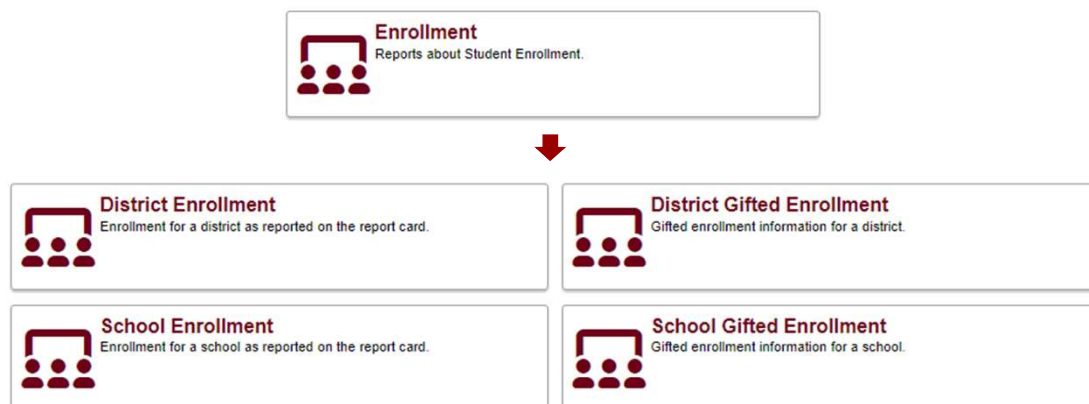 Enrollment
Reports about Student Enrollment.
District Enrollment
Enrollment for a district as reported on the report card.
District Gifted Enrollment
Gifted enrollment information for a district.
School Enrollment
Enrollment for a school as reported on the report card.
School Gifted Enrollment
Gifted enrollment information for a school.